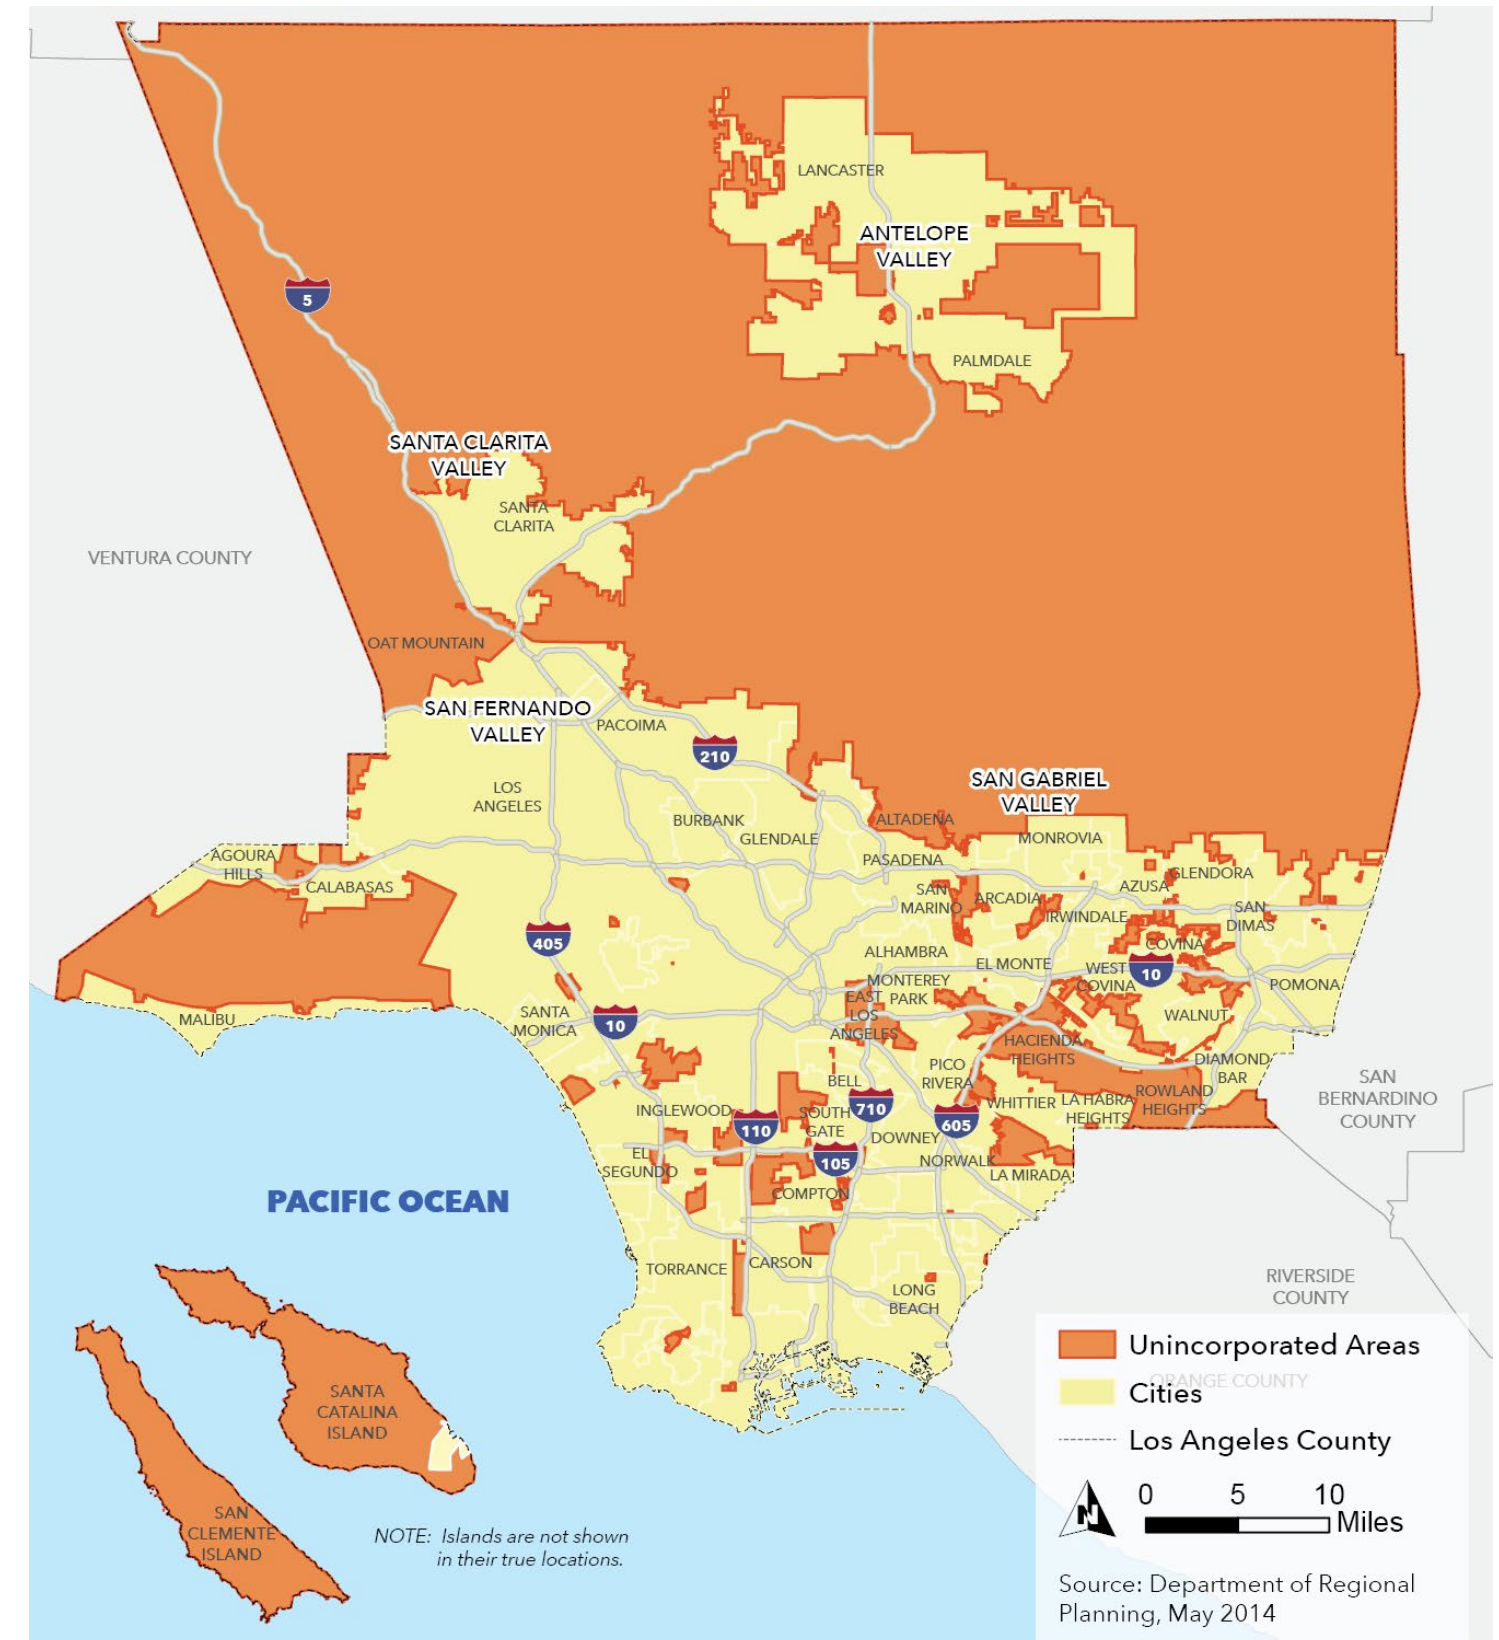 LANCASTER
ANTELOPE
VALLEY
5
PALMDALE
SANTA CLARITA
VALLEY
SANTA
CLARITA
VENTURA COUNTY
OAT MOUNTAIN
SAN FERNANDO
VALLEY
PACOIMA
210
SAN GABRIEL
VALLEY
LOS
ANGELES
BURBANK
GLENDALE
ALTADENA
MONROVIA
PASADENA
AGOURA
HILLS
CALABASAS
GLENDORA
AZUSA
SAN
MARINO
ARCADIA
IRWINDALE
SAN
DIMAS
405
COVINA
ALHAMBRA
EL MONTE
WEST
COVINA
10
MONTEREY
PARK
POMONA
EAST
LOS
ANGELES
MALIBU
SANTA
MONICA
10
WALNUT
HACIENDA
HEIGHTS
DIAMOND
BAR
PICO
RIVERA
BELL
SAN
BERNARDINO
COUNTY
ROWLAND
HEIGHTS
INGLEWOOD
110
SOUTH
GATE
710
605
WHITTIER
LA HABRA
HEIGHTS
DOWNEY
EL
SEGUNDO
105
NORWALK
LA MIRADA
COMPTON
PACIFIC OCEAN
TORRANCE
CARSON
LONG
BEACH
RIVERSIDE
COUNTY
SANTA
CATALINA
ISLAND
SAN
CLEMENTE
ISLAND
NOTE: Islands are not shown
in their true locations.
Unincorporated Areas
ORANGE COUNTY
Cities
Los Angeles County
N
0 5 10
Miles
Source: Department of Regional
Planning, May 2014